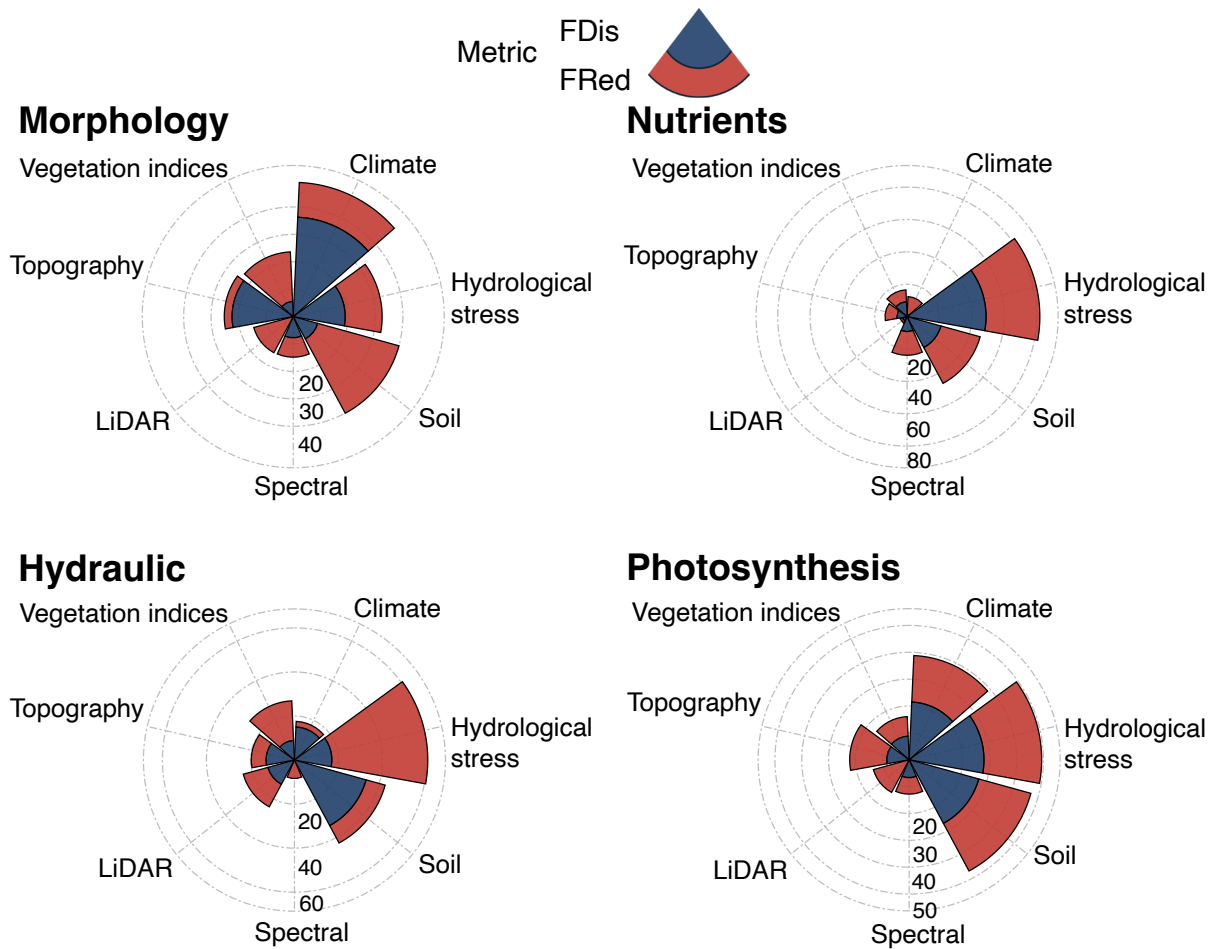 Metric
FDis
FRed
Morphology
Vegetation indices
Climate
Topography
Hydrological
stress
LiDAR
Soil
Spectral
20
30
40
Nutrients
Vegetation indices
Climate
Topography
Hydrological
stress
LiDAR
Soil
Spectral
20
40
60
80
Hydraulic
Vegetation indices
Climate
Topography
Hydrological
stress
LiDAR
Soil
Spectral
20
40
60
Photosynthesis
Vegetation indices
Climate
Topography
Hydrological
stress
LiDAR
Soil
Spectral
20
30
40
50